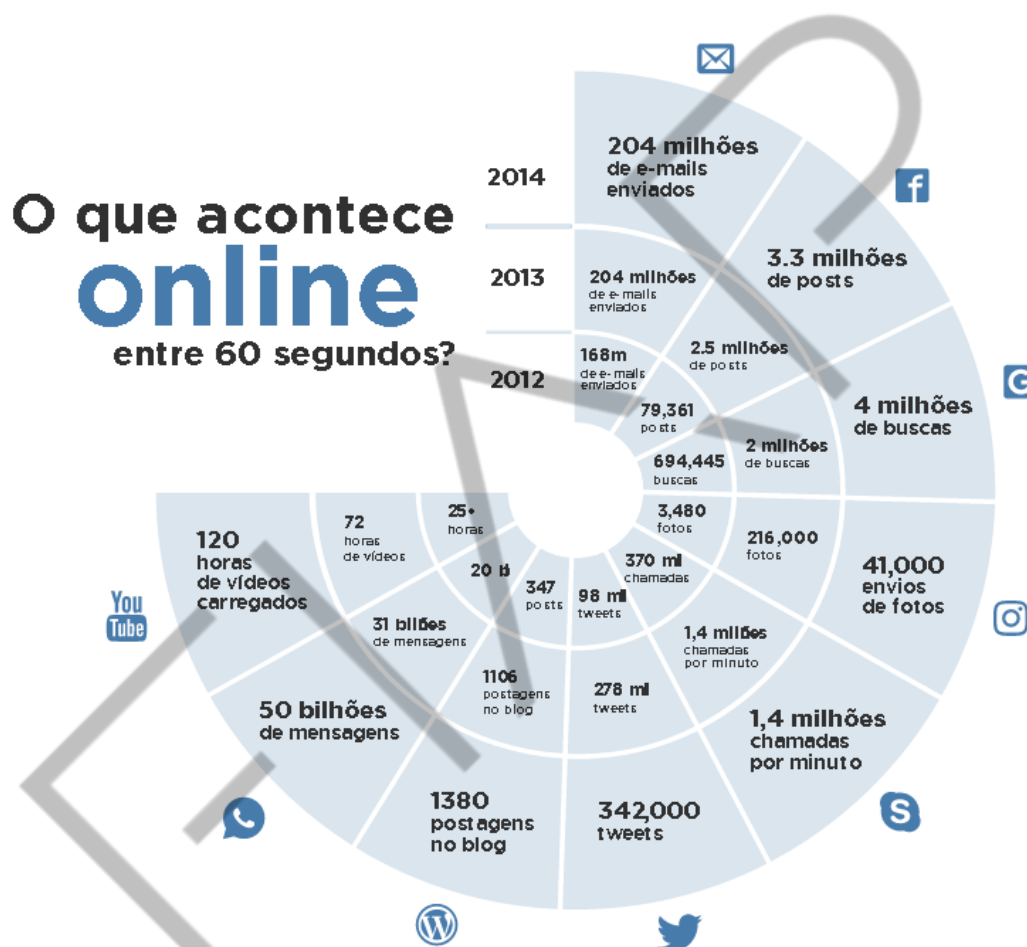 O que acontece
online
entre 60 segundos?
2014
2013
2012
204 milhões
de e-mails
enviados
204 milhões
de e-mails
enviados
168m
de e-mails
enviados
3.3 milhões
de posts
2.5 milhões
de posts
79,361
posts
4 milhões
de buscas
2 milhões
de buscas
694,445
buscas
41,000
envios
de fotos
216,000
fotos
3,480
fotos
1,4 milhões
chamadas
por minuto
1,4 milhões
chamadas
por minuto
370 ml
chamadas
342,000
tweets
278 ml
tweets
98 ml
tweets
1380
postagens
no blog
1106
postagens
no blog
347
posts
50 bilhões
de mensagens
31 bilhões
de mensagens
20 b
120
horas
de vídeos
carregados
72
horas
de vídeos
25+
horas
You
Tube